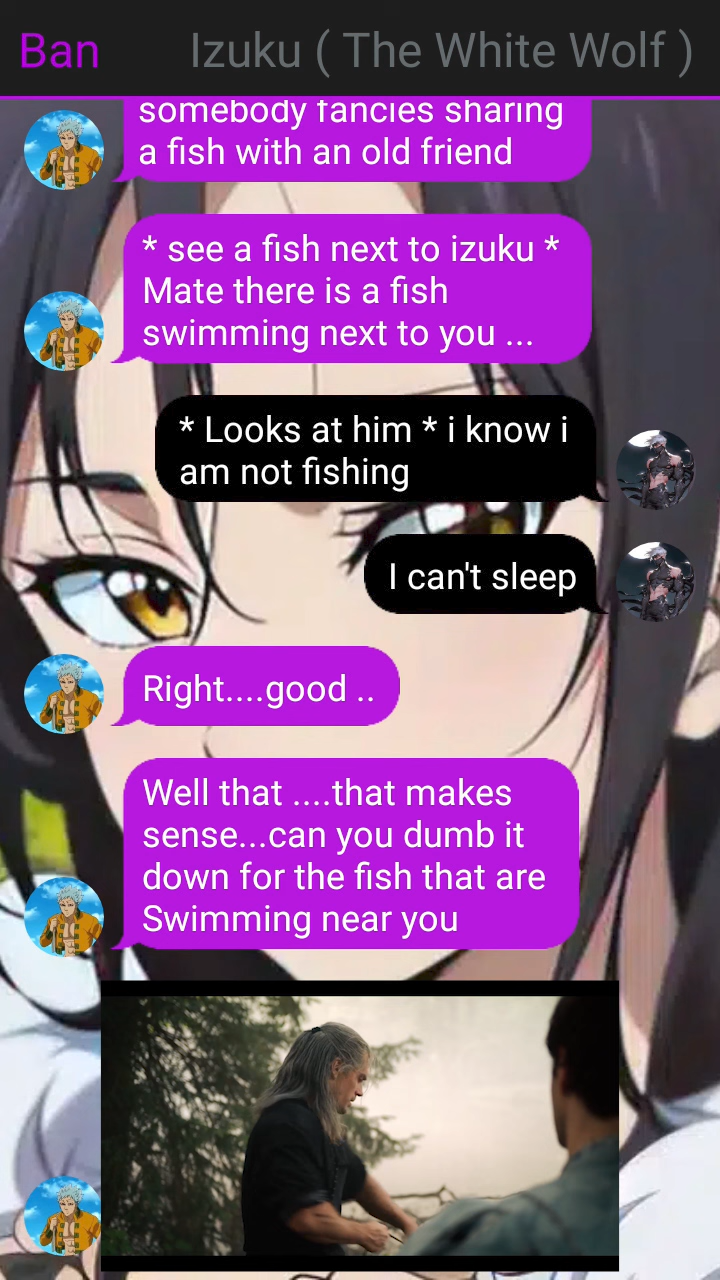 Ban Izuku ( The White Wolf )
somebody fancies sharing
a fish with an old friend
* see a fish next to izuku *
Mate there is a fish
swimming next to you ...
* Looks at him * i know i
am not fishing
I can't sleep
Right....good ..
Well that ....that makes
sense...can you dumb it
down for the fish that are
Swimming near you